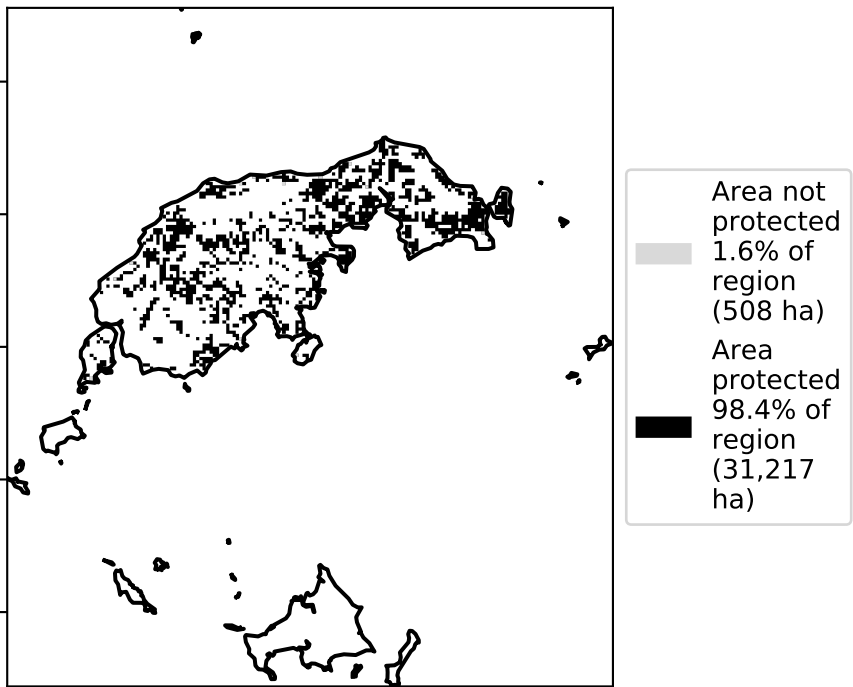 Area not
protected
1.6% of
region
(508 ha)
Area
protected
98.4% of
region
(31,217
ha)